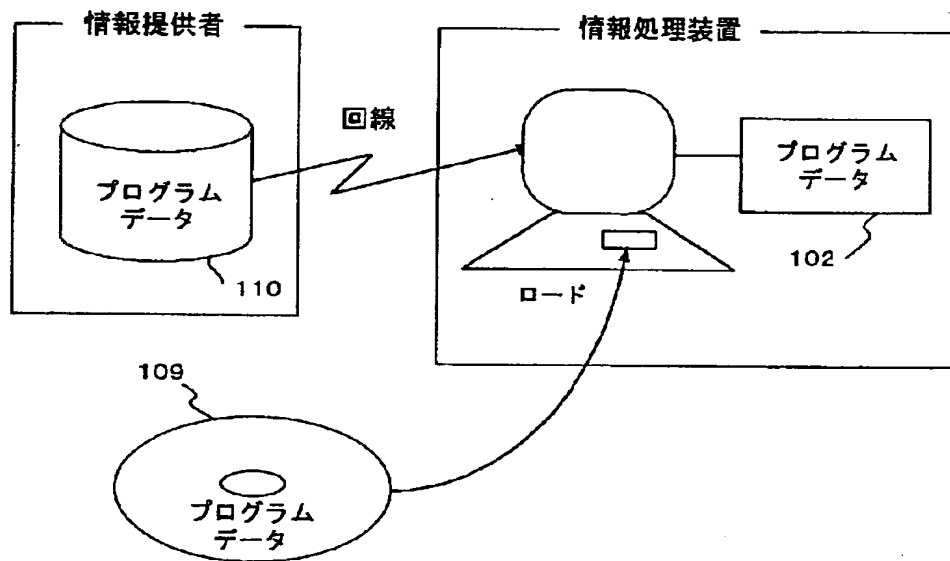 情報提供者
情報処理装置
回線
プログラム
データ
プログラム
データ
110
102
ロード
109
プログラム
データ